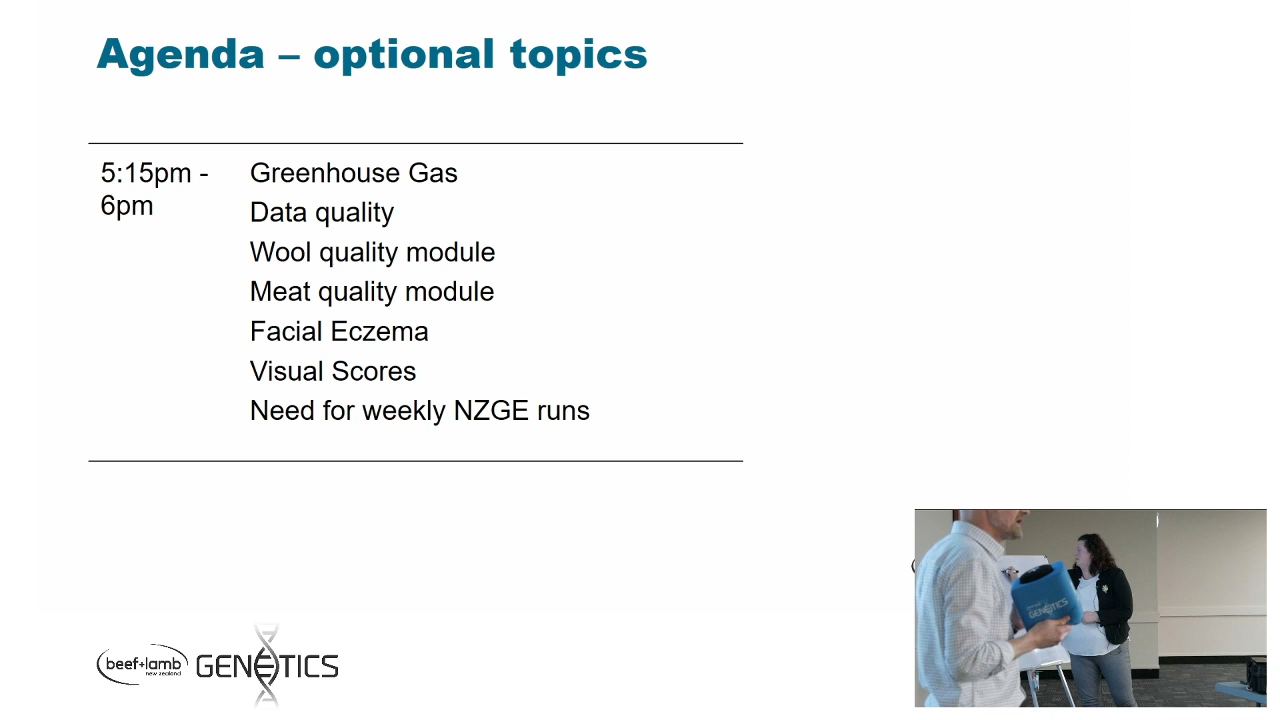 Agenda – optional topics
5:15pm -
6pm
Greenhouse Gas
Data quality
Wool quality module
Meat quality module
Facial Eczema
Visual Scores
Need for weekly NZGE runs
beef+lamb
new zealand
GENETICS
GENETICS